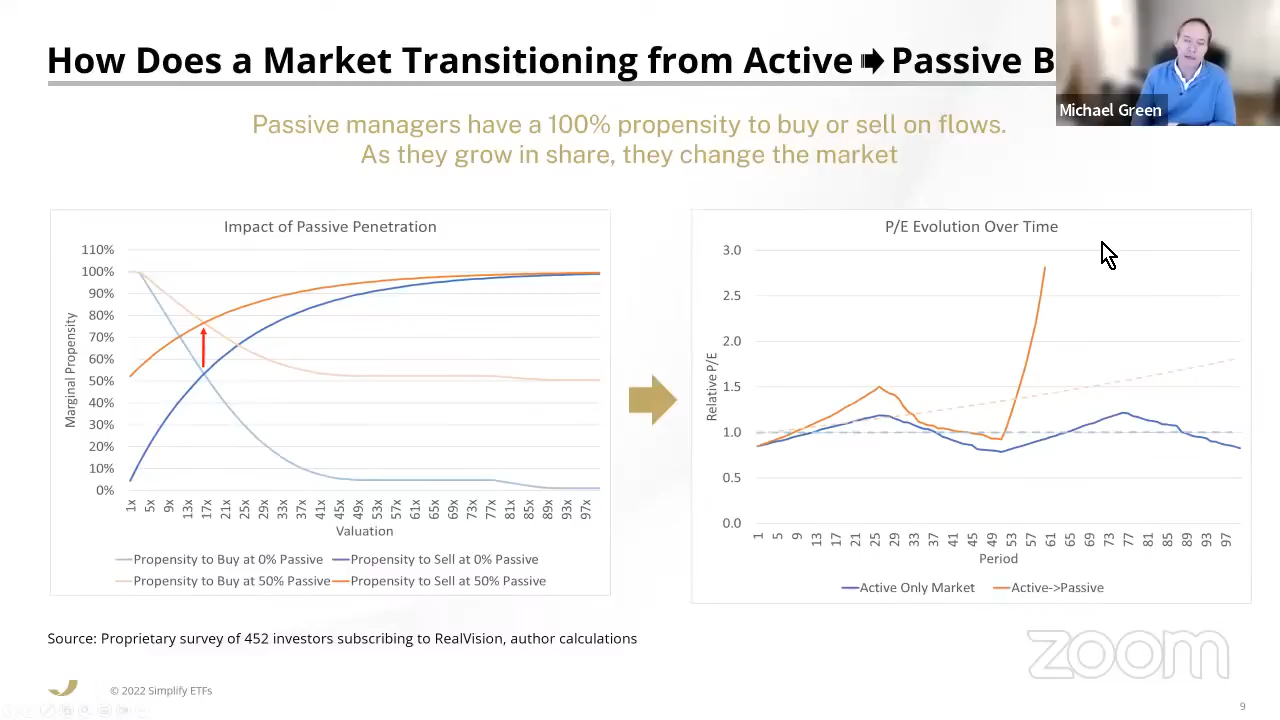 How Does a Market Transitioning from Active ➡ Passive B
Michael Green
Passive managers have a 100% propensity to buy or sell on flows.
As they grow in share, they change the market
Impact of Passive Penetration
110%
100%
90%
80%
70%
60%
50%
40%
30%
20%
10%
0%
Marginal Propensity
1x 5x 9x 13x 17x 21x 25x 29x 33x 37x 41x 45x 49x 53x 57x 61x 65x 69x 73x 77x 81x 85x 89x 93x 97x
Valuation
Propensity to Buy at 0% Passive Propensity to Sell at 0% Passive
Propensity to Buy at 50% Passive Propensity to Sell at 50% Passive
P/E Evolution Over Time
3.0
2.5
2.0
1.5
1.0
0.5
0.0
Relative P/E
1 5 9 13 17 21 25 29 33 37 41 45 49 53 57 61 65 69 73 77 81 85 89 93 97
Period
Active Only Market Active->Passive
Source: Proprietary survey of 452 investors subscribing to RealVision, author calculations
zoom
© 2022 Simplify ETFs
9